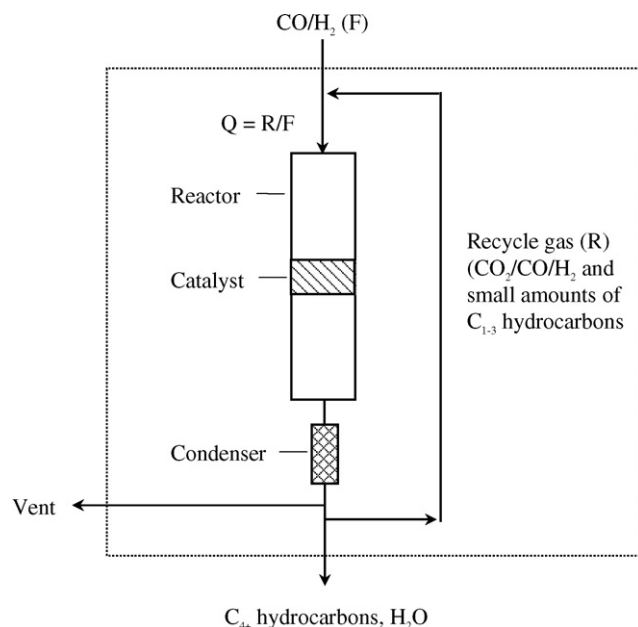 CO/H₂ (F)
Q = R/F
Reactor
Recycle gas (R)
(CO₂/CO/H₂ and
small amounts of
C₁₋₃ hydrocarbons
Catalyst
Condenser
Vent
C₄₊ hydrocarbons, H₂O